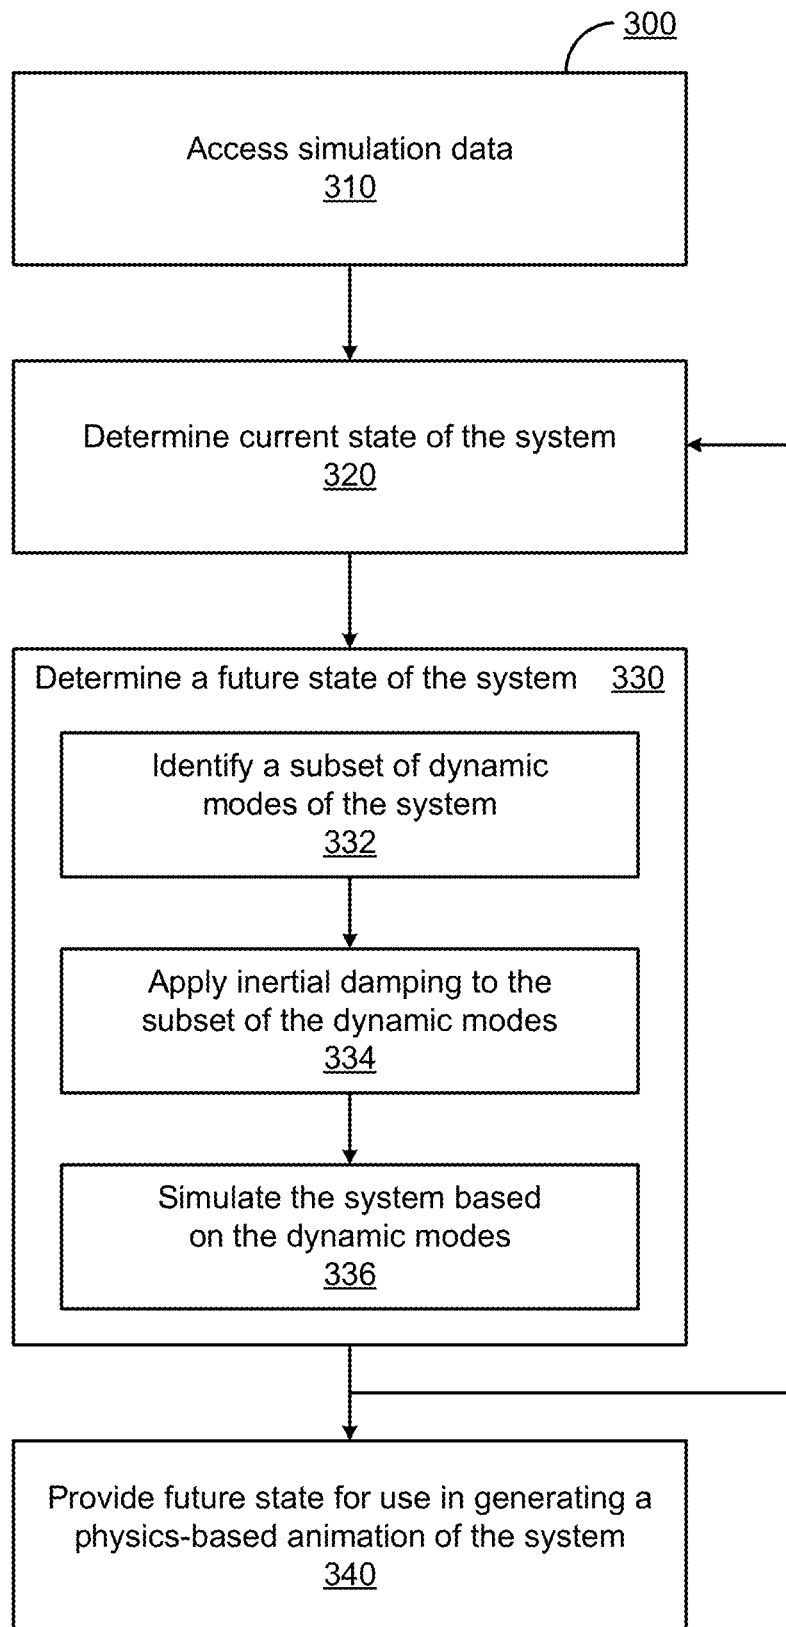 300
Access simulation data
310
Determine current state of the system
320
Determine a future state of the system 330
Identify a subset of dynamic
modes of the system
332
Apply inertial damping to the
subset of the dynamic modes
334
Simulate the system based
on the dynamic modes
336
Provide future state for use in generating a
physics-based animation of the system
340